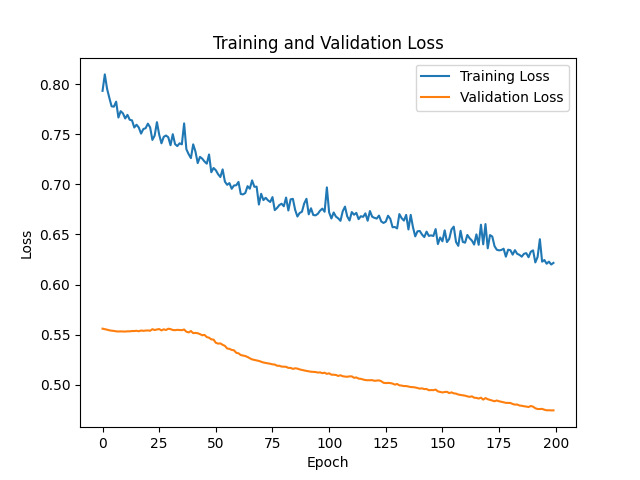 Training and Validation Loss
Training Loss
Validation Loss
0.80
0.75
0.70
0.65
0.60
0.55
0.50
Loss
0 25 50 75 100 125 150 175 200
Epoch